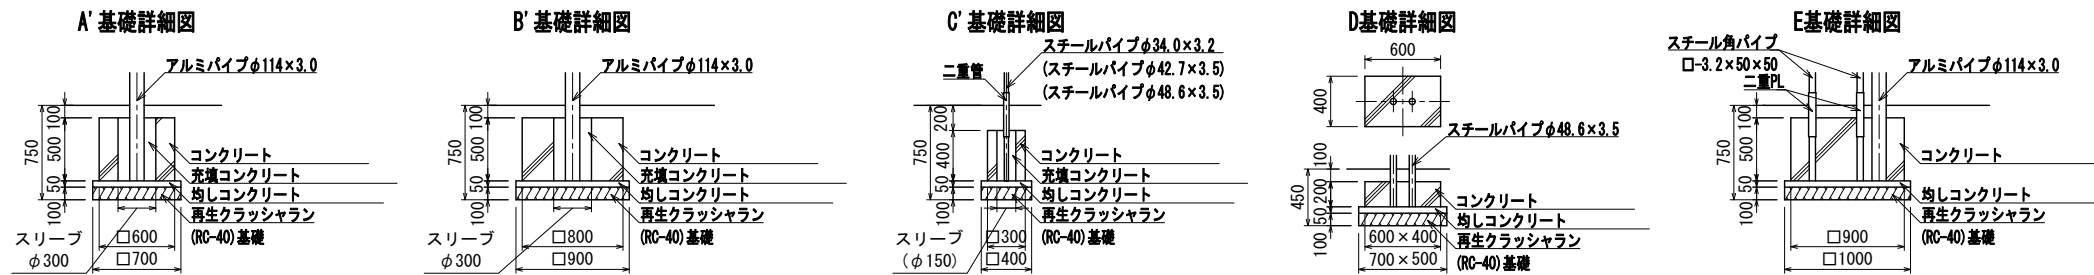 A'基礎詳細図
アルミパイプφ114×3.0
750
100
500
50
100
コンクリート
充填コンクリート
均しコンクリート
再生クラッシャラン
(RC-40)基礎
スリーブ
φ300
□600
□700
B'基礎詳細図
アルミパイプφ114×3.0
750
100
500
50
100
コンクリート
充填コンクリート
均しコンクリート
再生クラッシャラン
(RC-40)基礎
スリーブ
φ300
□800
□900
C'基礎詳細図
スチールパイプφ34.0×3.2
(スチールパイプφ42.7×3.5)
(スチールパイプφ48.6×3.5)
二重管
750
200
400
50
100
コンクリート
充填コンクリート
均しコンクリート
再生クラッシャラン
(RC-40)基礎
スリーブ
(φ150)
□300
□400
D基礎詳細図
600
400
スチールパイプφ48.6×3.5
450
100
200
50
100
コンクリート
均しコンクリート
再生クラッシャラン
(RC-40)基礎
600×400
700×500
E基礎詳細図
スチール角パイプ
□-3.2×50×50
二重PL
アルミパイプφ114×3.0
750
100
500
50
100
コンクリート
均しコンクリート
再生クラッシャラン
(RC-40)基礎
□900
□1000